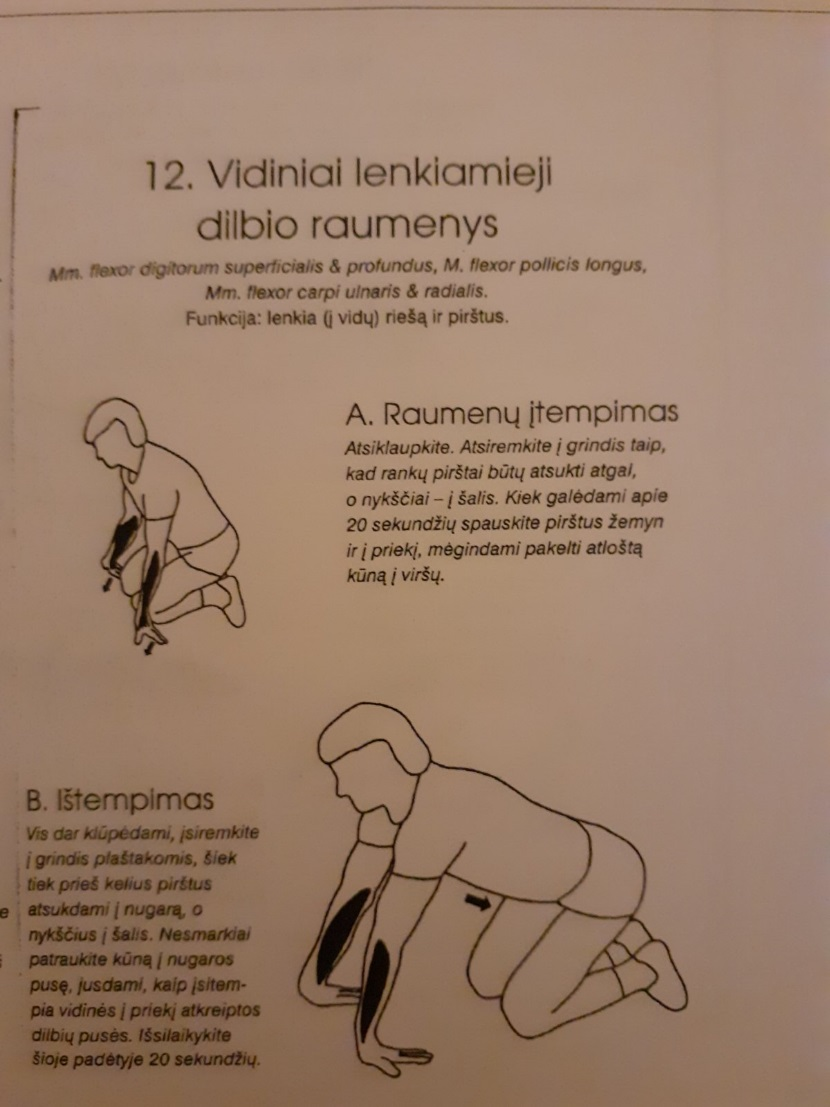 12. Vidiniai lenkiamieji
dilbio raumenys
Mm. flexor digitorum superficialis & profundus, M. flexor pollicis longus,
Mm. flexor carpi ulnaris & radialis.
Funkcija: lenkia (į vidų) riešą ir pirštus.
A. Raumenų įtempimas
Atsiklaupkite. Atsiremkite į grindis taip,
kad rankų pirštai būtų atsukti atgal,
o nykščiai – į šalis. Kiek galėdami apie
20 sekundžių spauskite pirštus žemyn
ir į priekį, mėgindami pakelti atloštą
kūną į viršų.
B. Ištempimas
Vis dar klūpėdami, įsiremkite
į grindis plaštakomis, šiek
tiek prieš kelius pirštus
atsukdami į nugarą, o
nykščius į šalis. Nesmarkiai
patraukite kūną į nugaros
pusę, jusdami, kaip įsitem-
pia vidinės į priekį atkreiptos
dilbių pusės. Išsilaikykite
šioje padėtyje 20 sekundžių.